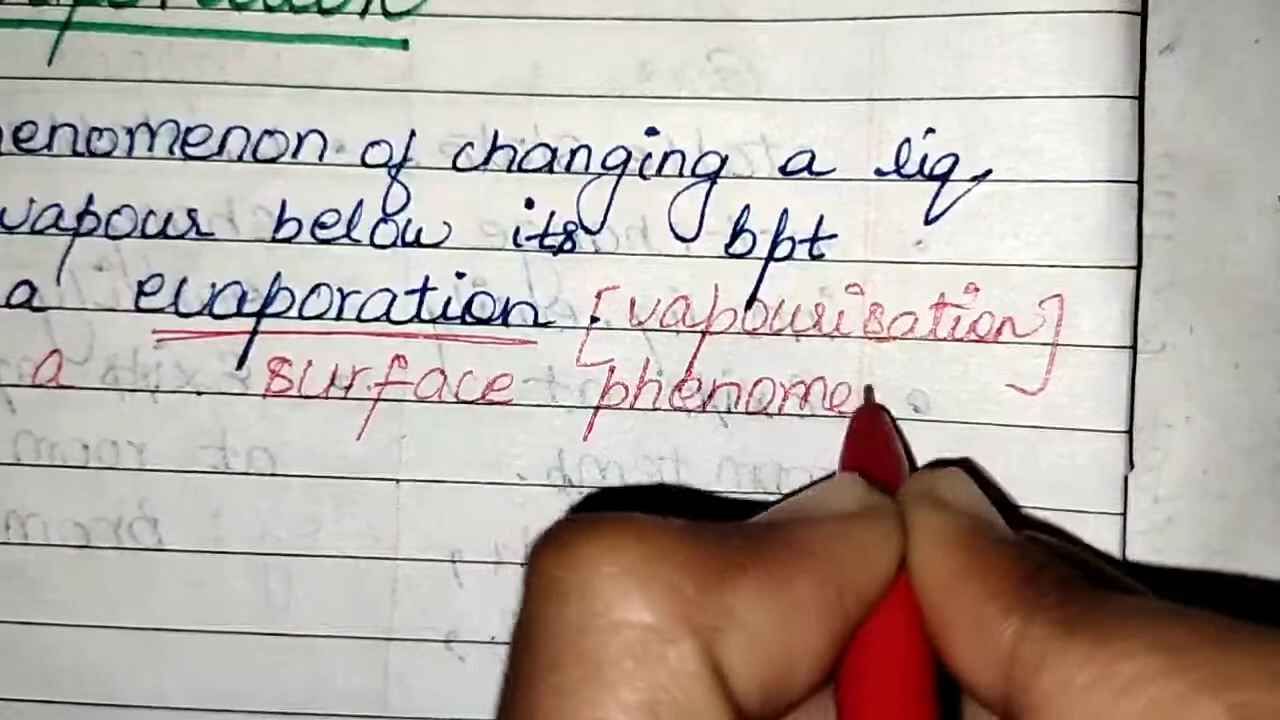 enomenon of changing a liq
vapour below its bpt
a evaporation. [vapourisation]
a surface phenome